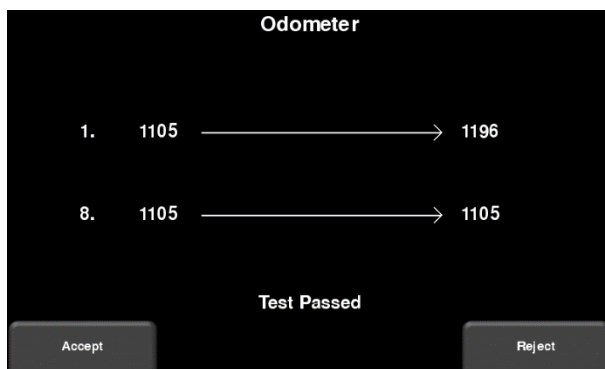 Odometer
1. 1105 1196
8. 1105 1105
Test Passed
Accept Reject